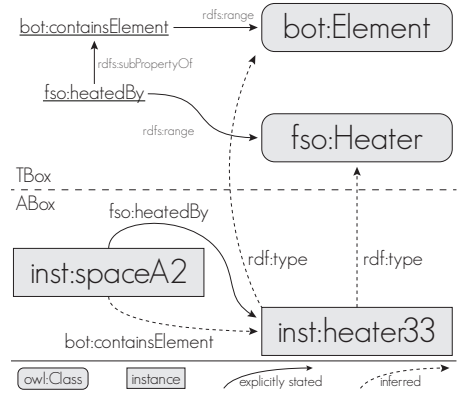 rdfs:range
bot:containsElement
bot:Element
rdfs:subPropertyOf
fso:heatedBy
rdfs:range
fso:Heater
TBox
ABox
fso:heatedBy
inst:spaceA2
rdf:type
rdf:type
bot:containsElement
inst:heater33
owl:Class
instance
explicitly stated
inferred